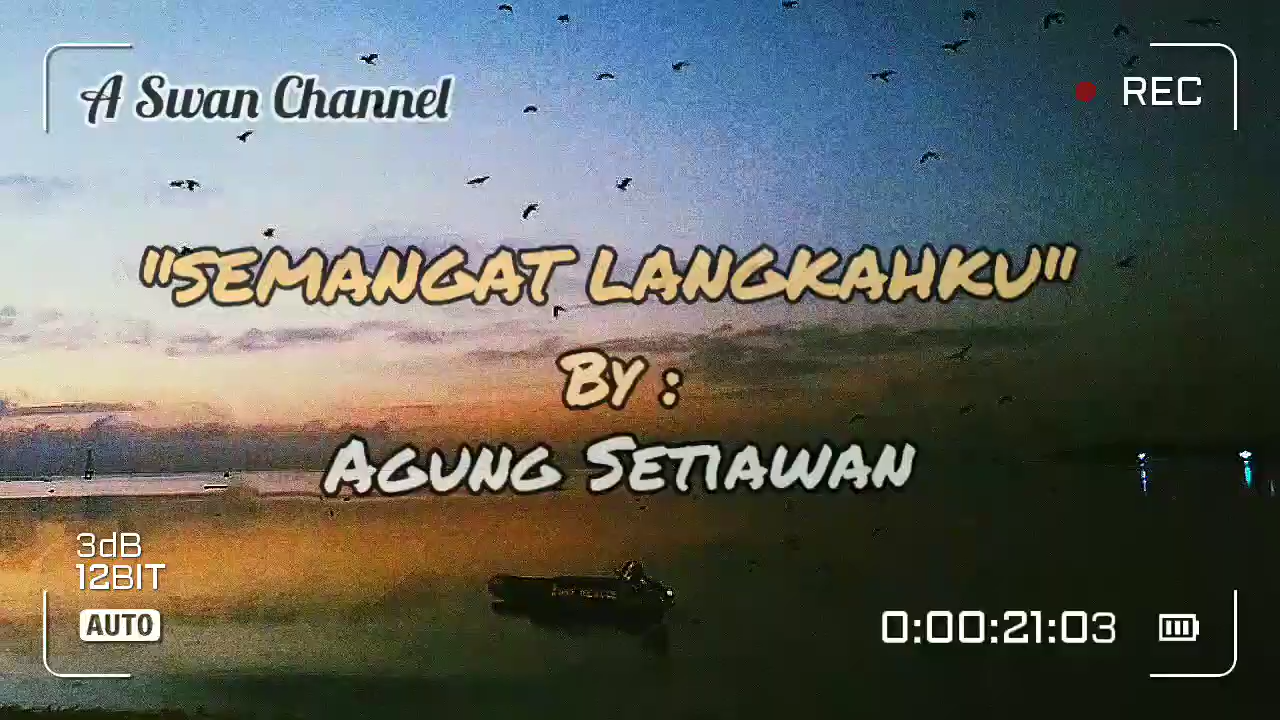 A Swan Channel
REC
"SEMANGAT LANGKAHKU"
By :
Agung Setiawan
3dB
12BIT
AUTO
0:00:21:03